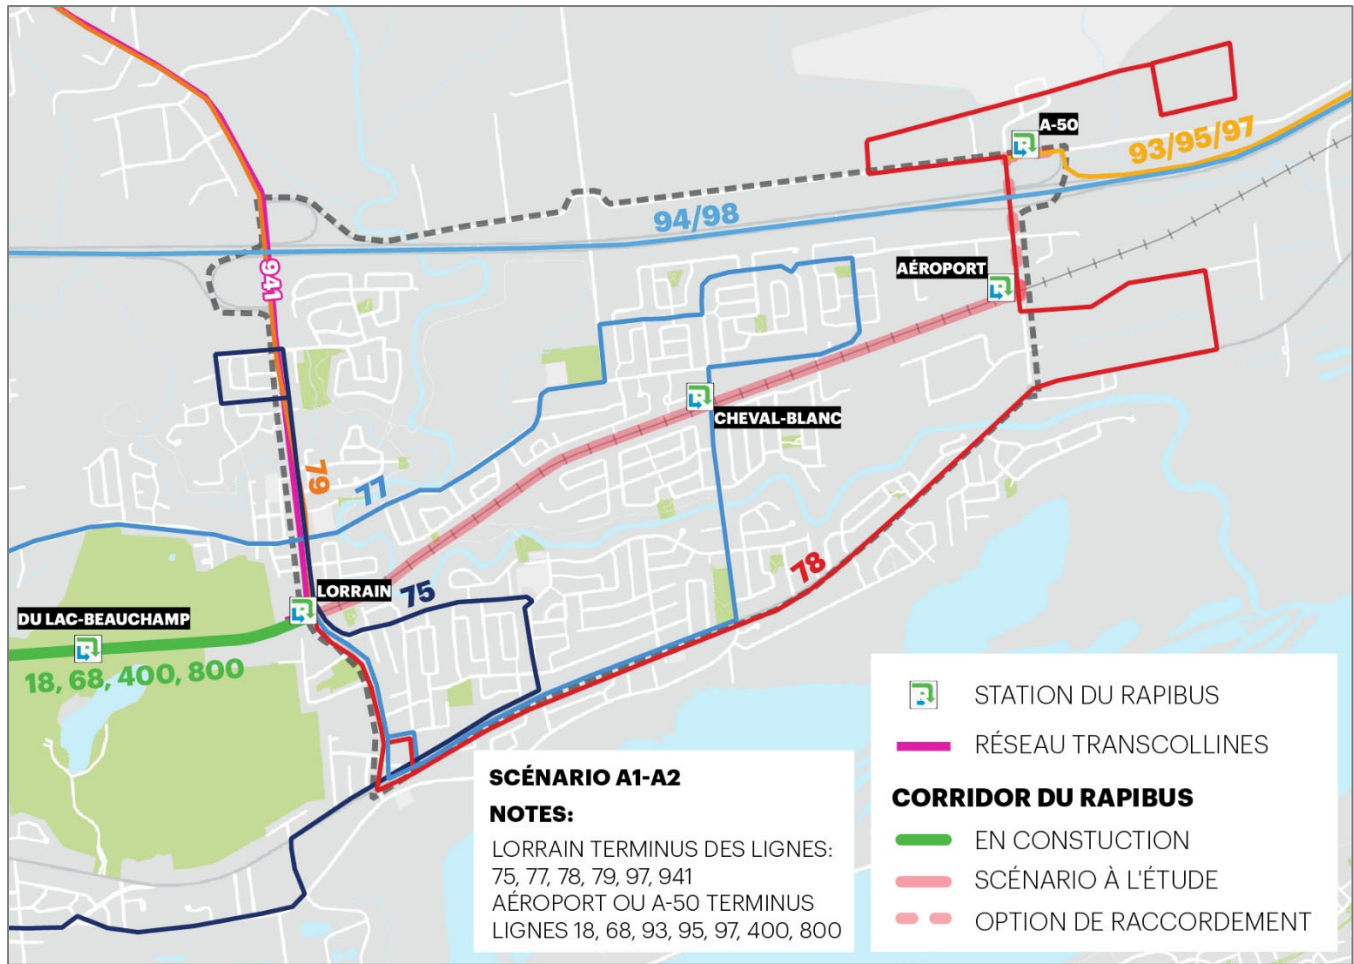 A-50
93/95/97
94/98
941
AÉROPORT
CHEVAL-BLANC
79
77
78
75
LORRAIN
DU LAC-BEAUCHAMP
18, 68, 400, 800
SCÉNARIO A1-A2
NOTES:
LORRAIN TERMINUS DES LIGNES:
75, 77, 78, 79, 97, 941
AÉROPORT OU A-50 TERMINUS
LIGNES 18, 68, 93, 95, 97, 400, 800
STATION DU RAPIBUS
RÉSEAU TRANSCOLLINES
CORRIDOR DU RAPIBUS
EN CONSTUCTION
SCÉNARIO À L'ÉTUDE
OPTION DE RACCORDEMENT